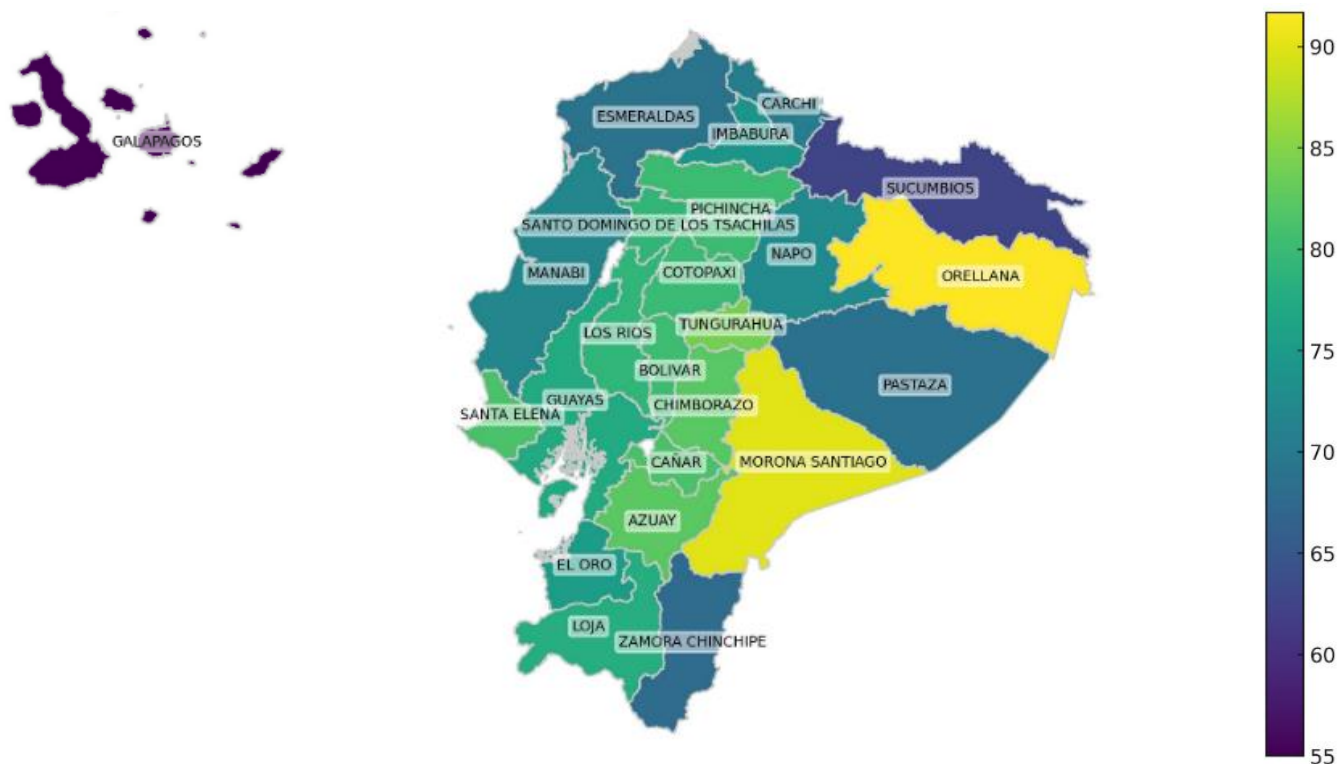 GALAPAGOS
ESMERALDAS
CARCHI
IMBABURA
SUCUMBIOS
PICHINCHA
SANTO DOMINGO DE LOS TSACHILAS
NAPO
MANABI
COTOPAXI
ORELLANA
TUNGURAHUA
LOS RIOS
BOLIVAR
PASTAZA
GUAYAS
CHIMBORAZO
SANTA ELENA
CAÑAR
MORONA SANTIAGO
AZUAY
EL ORO
LOJA
ZAMORA CHINCHIPE
90
85
80
75
70
65
60
55